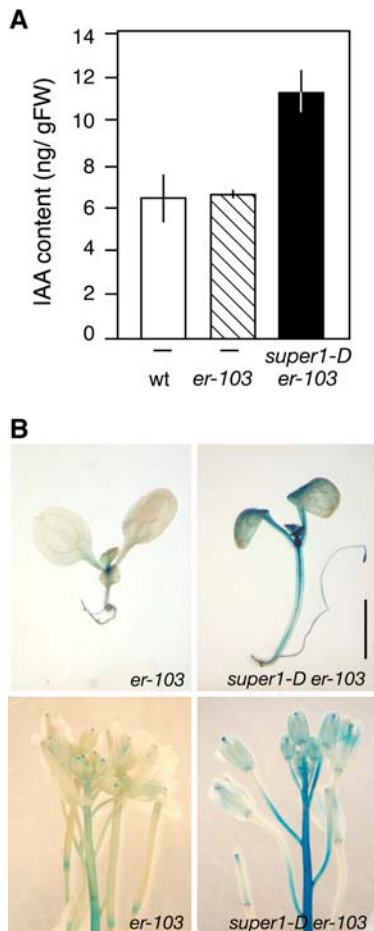 A
IAA content (ng/ gFW)
14
12
10
8
6
4
2
0
wt
er-103
super1-D
er-103
B
er-103
super1-D er-103
er-103
super1-D er-103